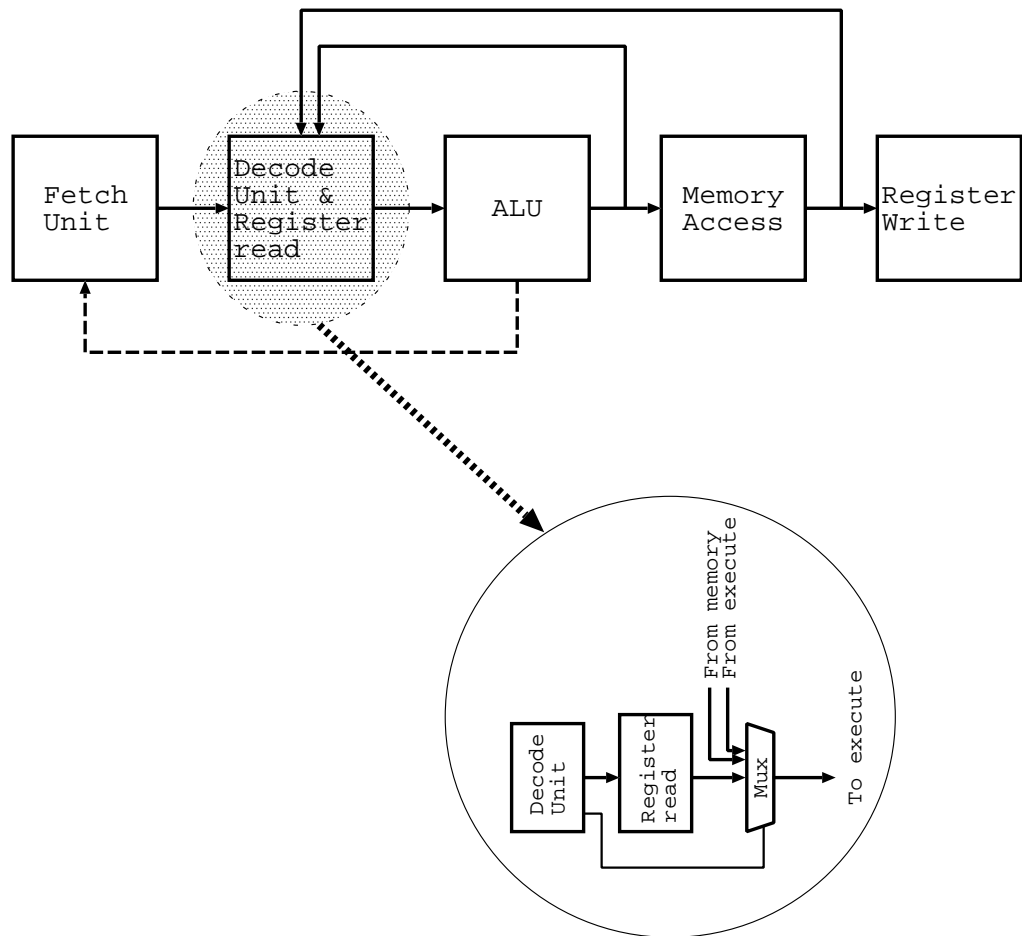 Fetch
Unit
Decode
Unit &
Register
read
ALU
Memory
Access
Register
Write
From memory
From execute
Decode
Unit
Register
read
Mux
To execute